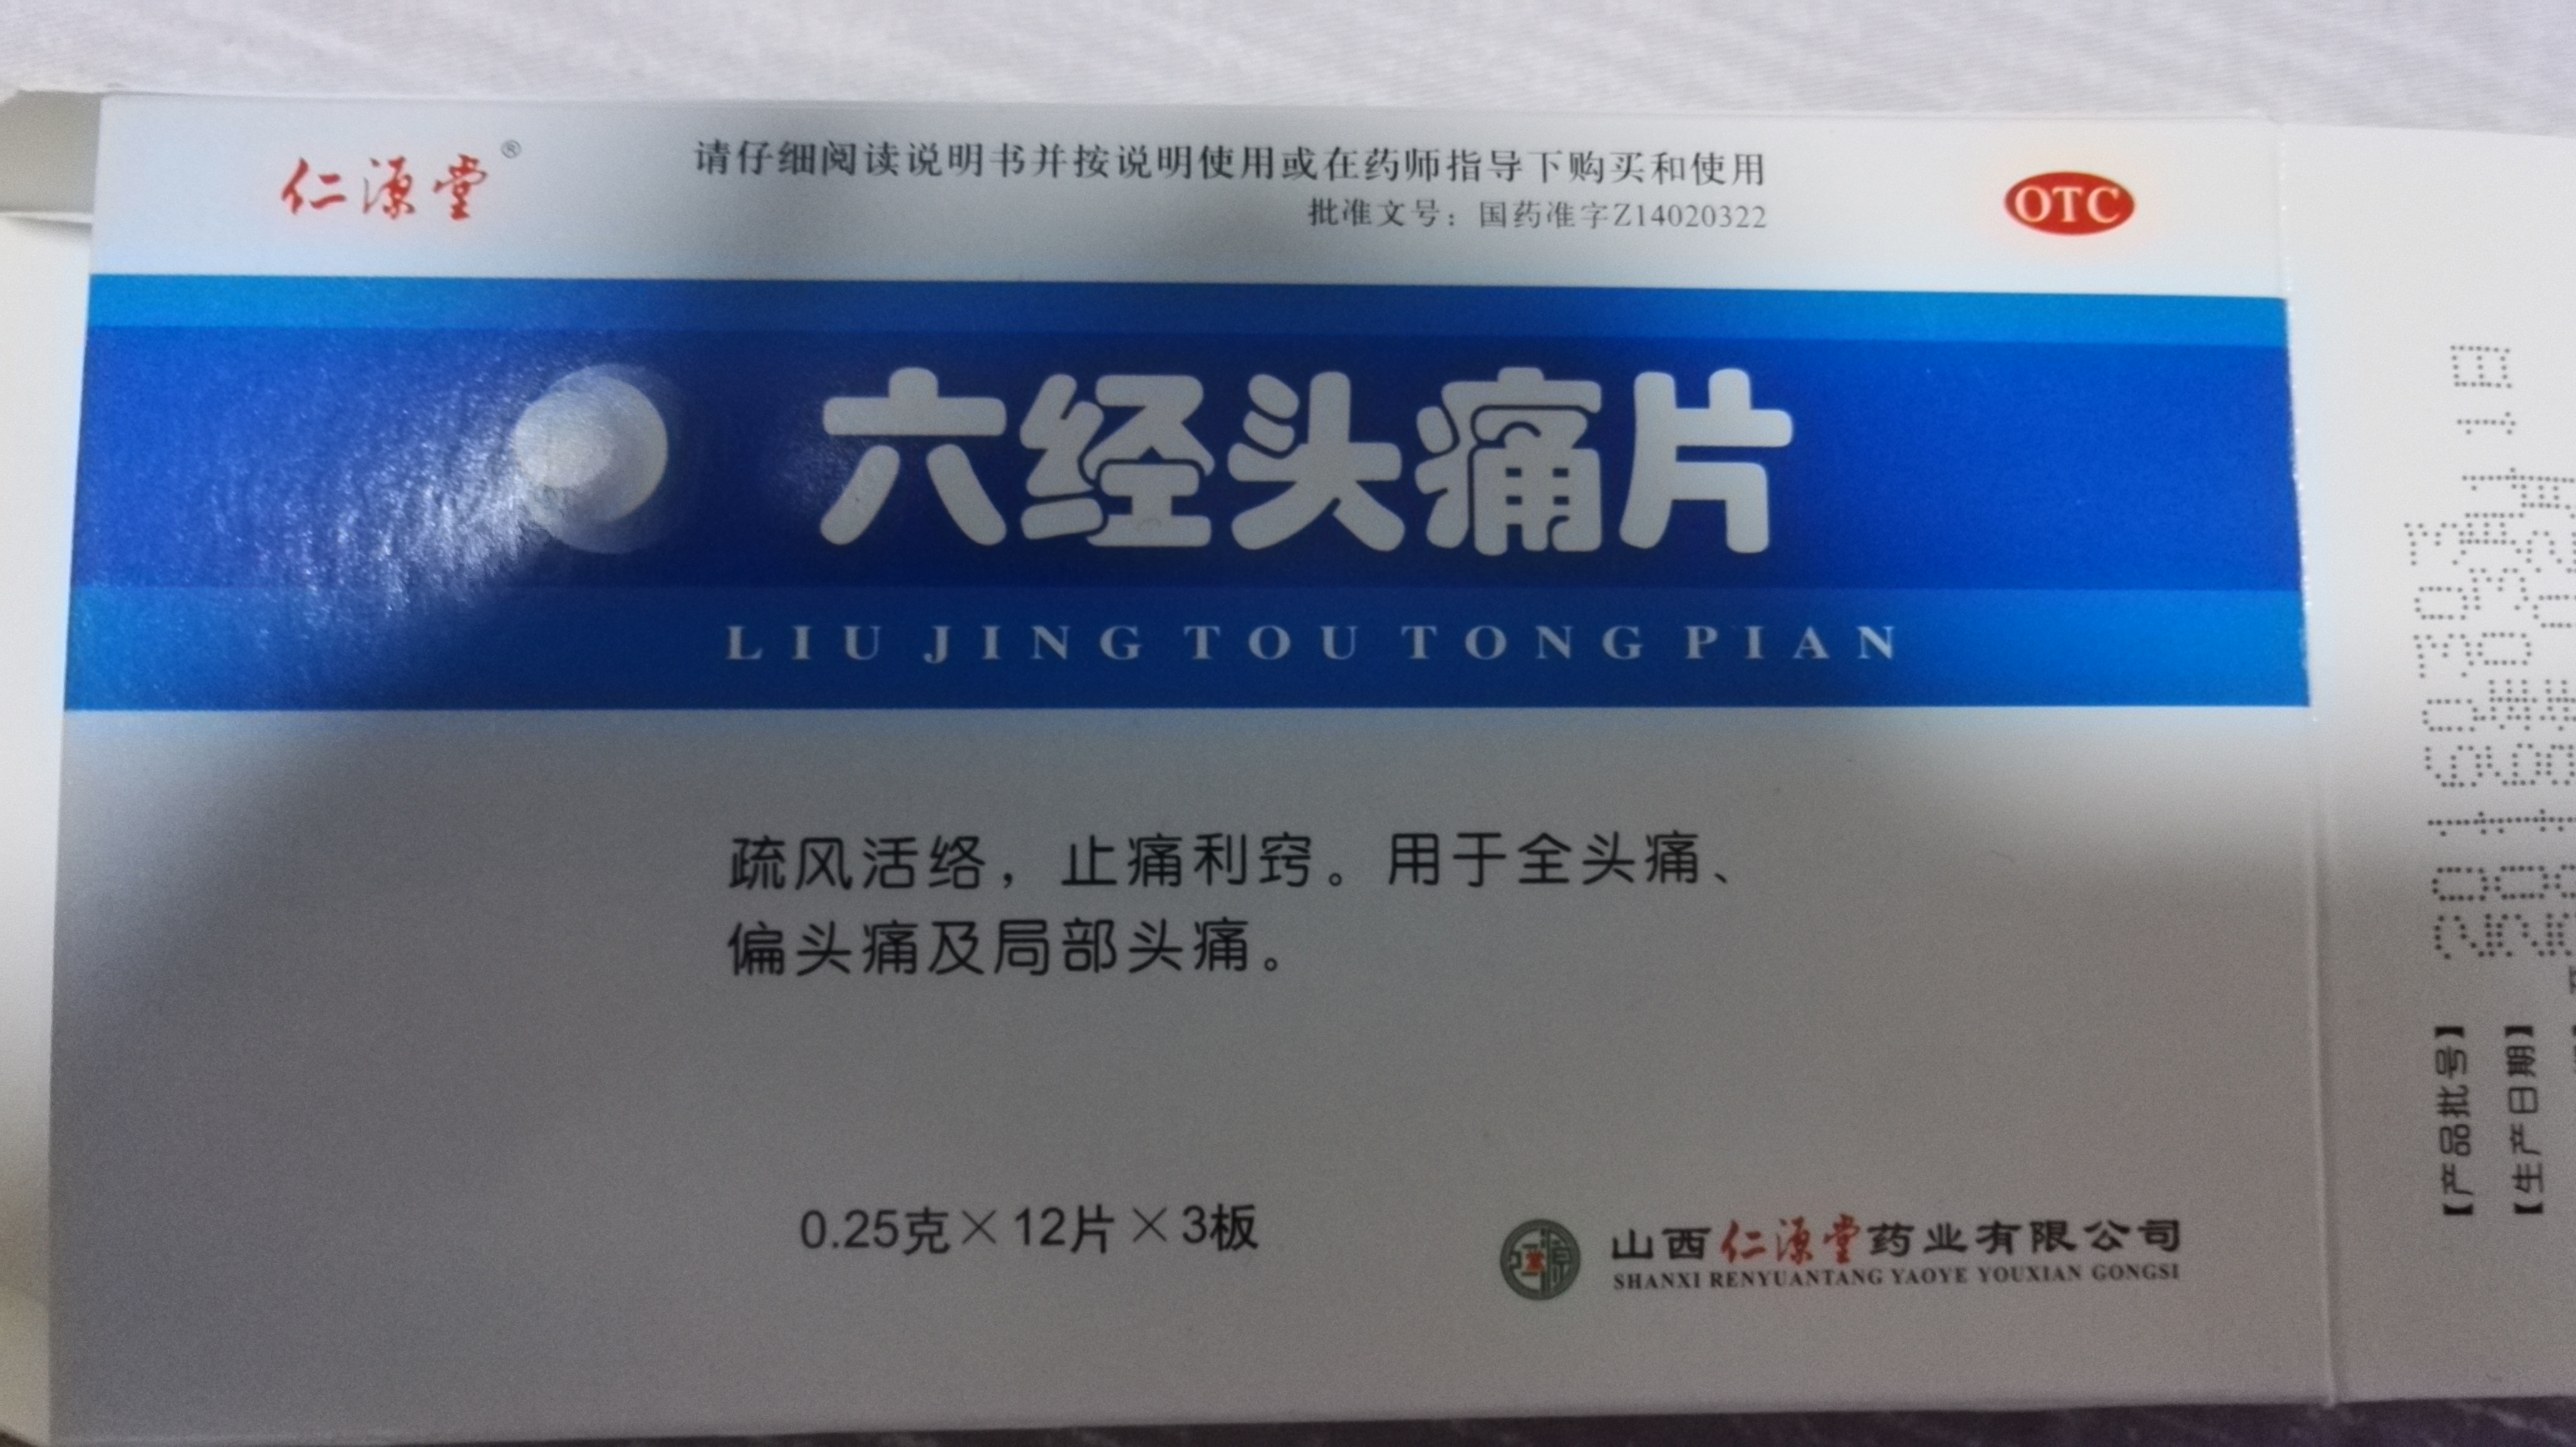 仁源堂®
请仔细阅读说明书并按说明使用或在药师指导下购买和使用
批准文号：国药准字Z14020322
OTC
六经头痛片
LIU JING TOU TONG PIAN
疏风活络，止痛利窍。用于全头痛、
偏头痛及局部头痛。
0.25克×12片×3板
山西仁源堂药业有限公司
SHANXI RENYUANTANG YAOYE YOUXIAN GONGSI
【产品批号】 20160303
【生产日期】